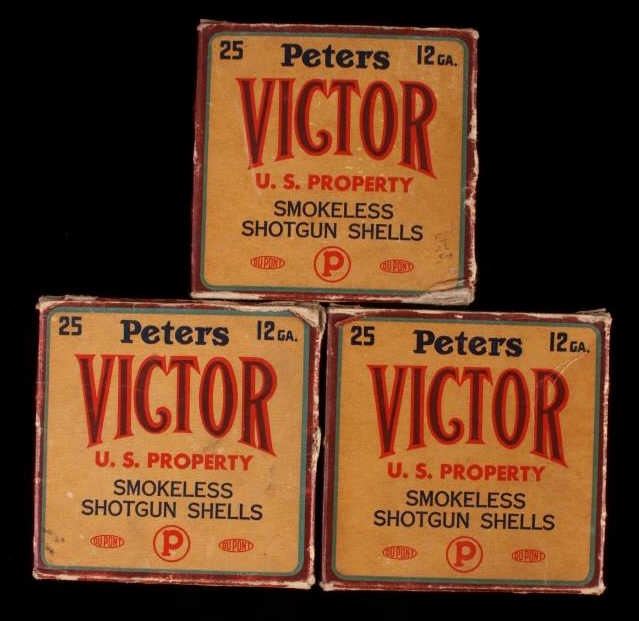 25 Peters 12 GA.
VICTOR
U. S. PROPERTY
SMOKELESS
SHOTGUN SHELLS
DU PONT P DU PONT
25 Peters 12 GA.
VICTOR
U. S. PROPERTY
SMOKELESS
SHOTGUN SHELLS
DU PONT P DU PONT
25 Peters 12 GA.
VICTOR
U. S. PROPERTY
SMOKELESS
SHOTGUN SHELLS
DU PONT P DU PONT